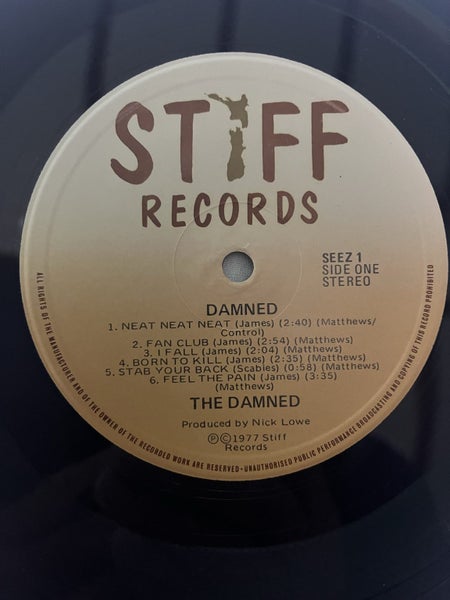 STIFF
RECORDS
SEEZ 1
SIDE ONE
STEREO
DAMNED
1. NEAT NEAT NEAT (James) (2:40) (Matthews/
Control)
2. FAN CLUB (James) (2:54) (Matthews)
3. I FALL (James) (2:04) (Matthews)
4. BORN TO KILL (James) (2:35) (Matthews)
5. STAB YOUR BACK (Scabies) (0:58) (Matthews)
6. FEEL THE PAIN (James) (3:35)
(Matthews)
THE DAMNED
Produced by Nick Lowe
℗©1977 Stiff
Records
ALL RIGHTS OF THE MANUFACTURER AND OF THE OWNER OF THE RECORDED WORK ARE RESERVED-UNAUTHORISED PUBLIC PERFORMANCE BROADCASTING AND COPYING OF THIS RECORD PROHIBITED